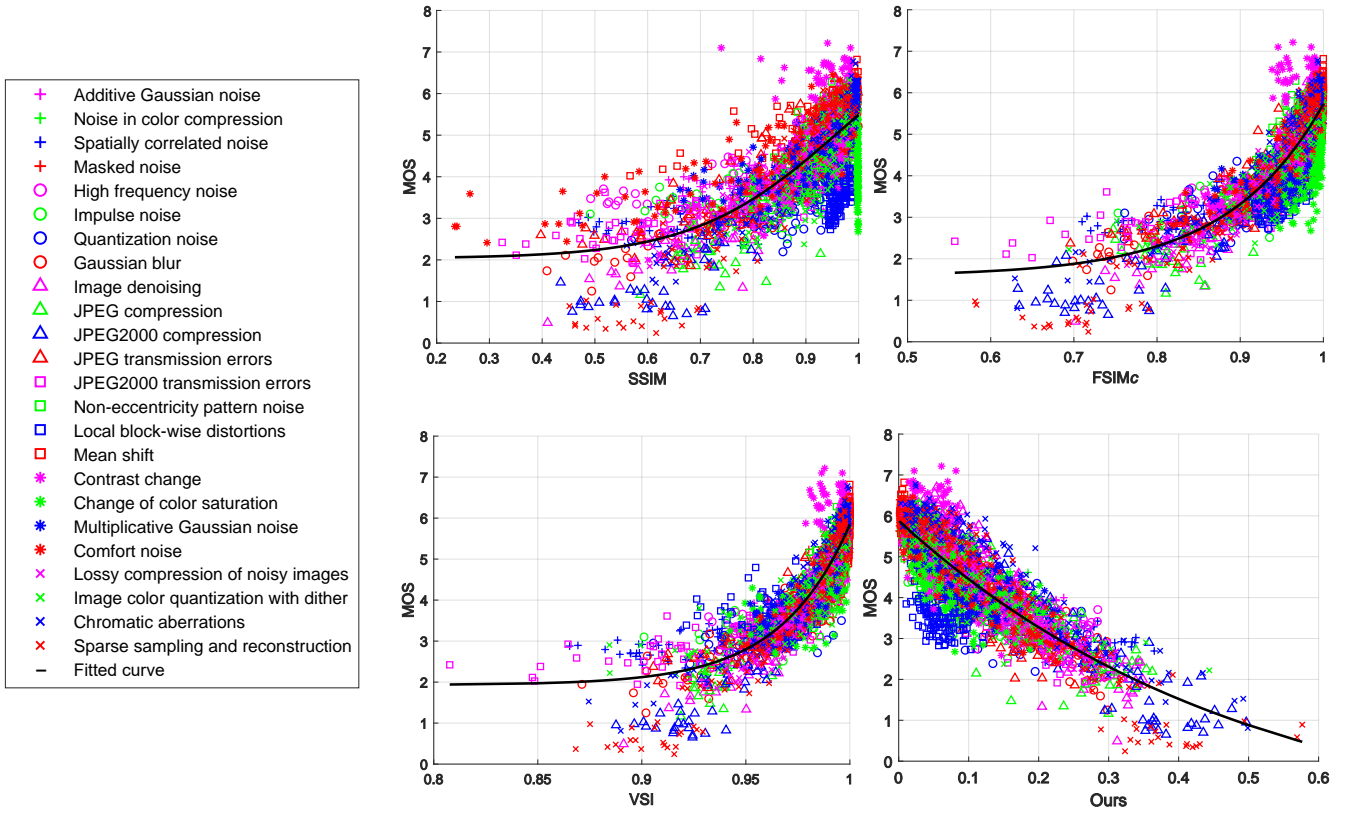 Additive Gaussian noise
Noise in color compression
Spatially correlated noise
Masked noise
High frequency noise
Impulse noise
Quantization noise
Gaussian blur
Image denoising
JPEG compression
JPEG2000 compression
JPEG transmission errors
JPEG2000 transmission errors
Non-eccentricity pattern noise
Local block-wise distortions
Mean shift
Contrast change
Change of color saturation
Multiplicative Gaussian noise
Comfort noise
Lossy compression of noisy images
Image color quantization with dither
Chromatic aberrations
Sparse sampling and reconstruction
Fitted curve
MOS
8
7
6
5
4
3
2
1
0
0.2 0.3 0.4 0.5 0.6 0.7 0.8 0.9 1
SSIM
MOS
8
7
6
5
4
3
2
1
0
0.5 0.6 0.7 0.8 0.9 1
FSIMc
MOS
8
7
6
5
4
3
2
1
0
0.8 0.85 0.9 0.95 1
VSI
MOS
8
7
6
5
4
3
2
1
0
0 0.1 0.2 0.3 0.4 0.5 0.6
Ours